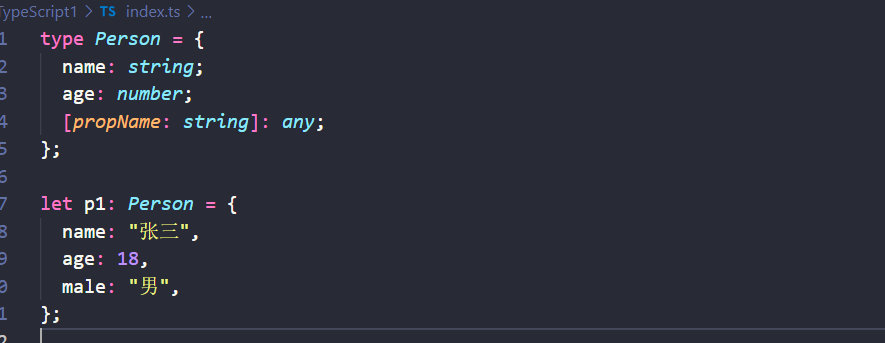 TypeScript1 > TS index.ts > ...
1 type Person = {
2   name: string;
3   age: number;
4   [propName: string]: any;
5 };
6
7 let p1: Person = {
8   name: "张三",
9   age: 18,
0   male: "男",
1 };
2